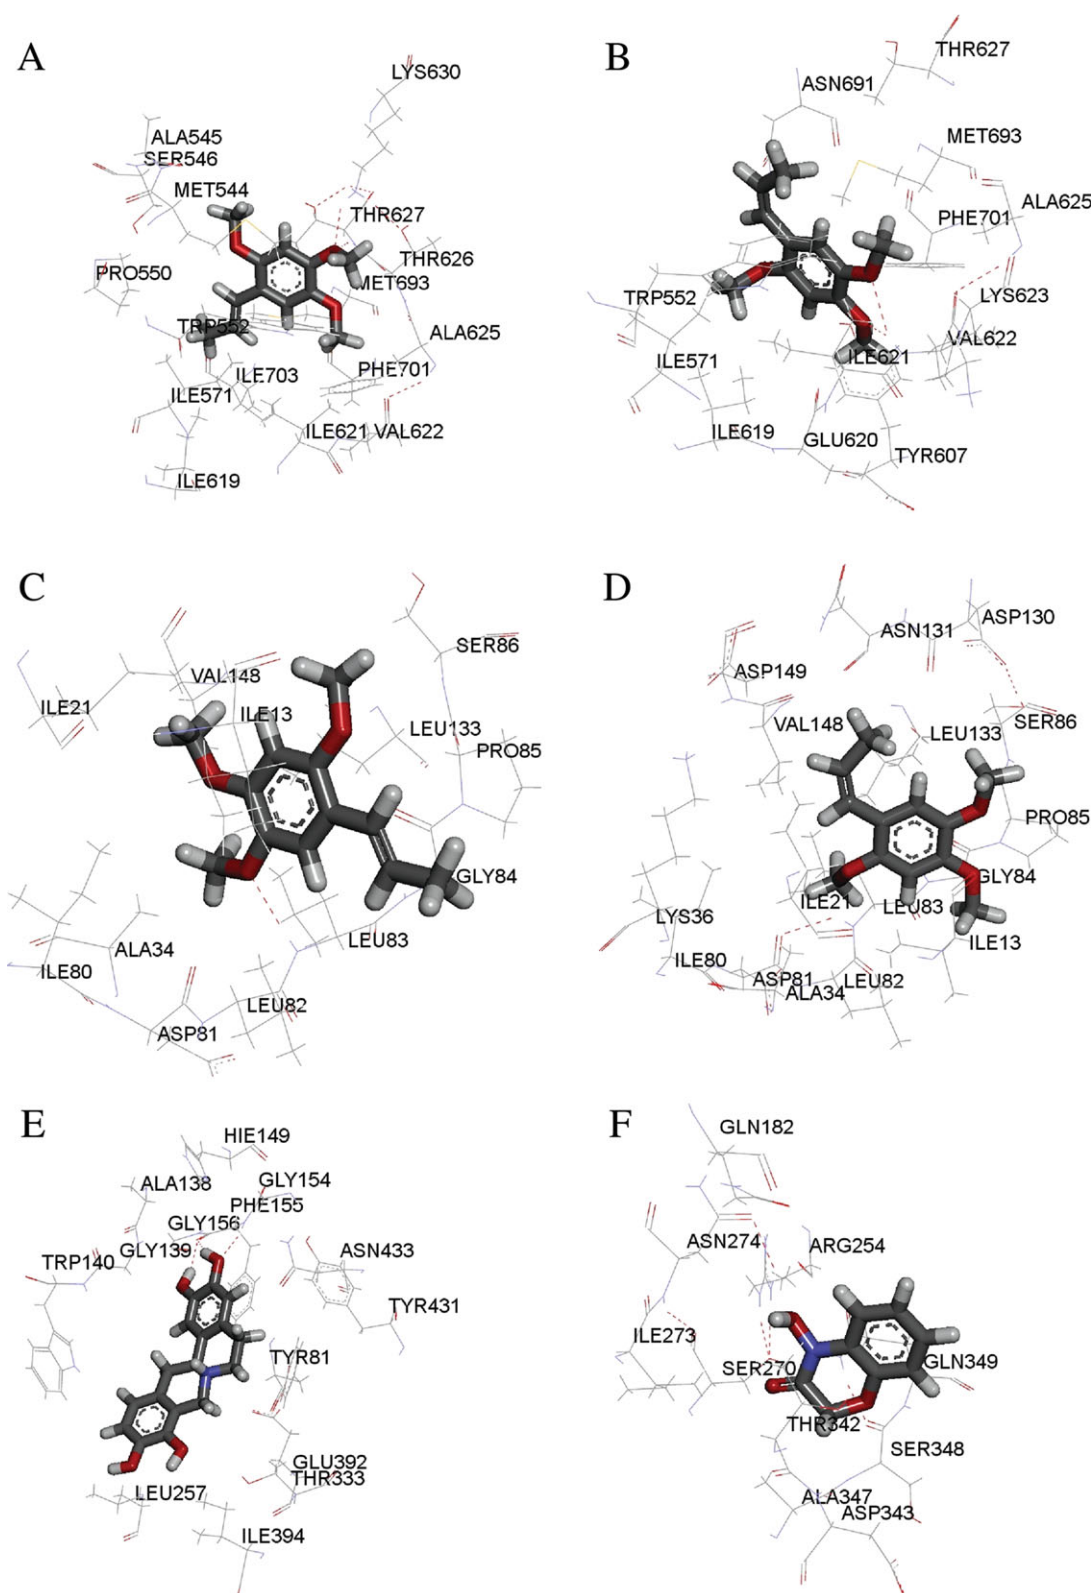 A
LYS630
ALA545
SER546
MET544
THR627
THR626
PRO550
MET693
TRP552
ALA625
ILE703
PHE701
ILE571
ILE621 VAL622
ILE619
B
THR627
ASN691
MET693
ALA625
PHE701
TRP552
LYS623
VAL622
ILE621
ILE571
ILE619
GLU620
TYR607
C
SER86
VAL148
ILE21
ILE13
LEU133
PRO85
GLY84
LEU83
ALA34
ILE80
LEU82
ASP81
D
ASP130
ASN131
ASP149
SER86
VAL148
LEU133
PRO85
GLY84
ILE21
LEU83
LYS36
ILE13
ILE80
ASP81
LEU82
ALA34
E
HIE149
ALA138
GLY154
PHE155
GLY156
GLY139
ASN433
TRP140
TYR431
TYR81
GLU392
THR333
LEU257
ILE394
F
GLN182
ASN274
ARG254
ILE273
SER270
GLN349
THR342
SER348
ALA347
ASP343